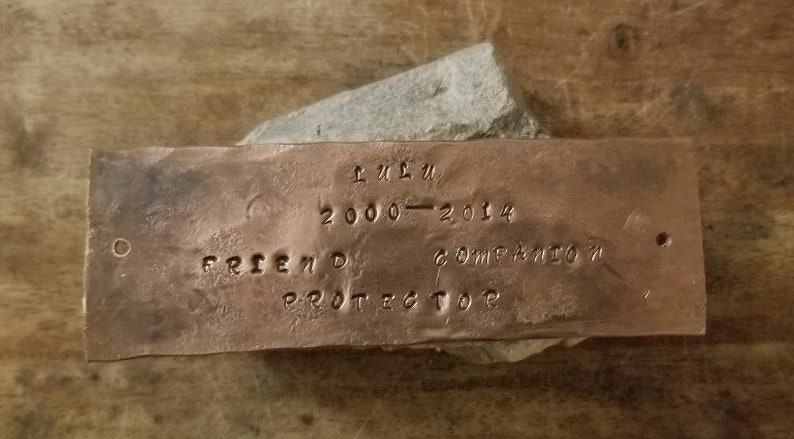 LULU
2000—2014
FRIEND COMPANION
PROTECTOR